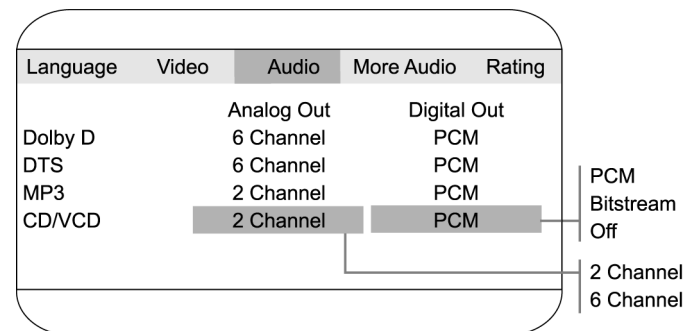 Language Video Audio More Audio Rating
Analog Out Digital Out
Dolby D 6 Channel PCM
DTS 6 Channel PCM
MP3 2 Channel PCM
CD/VCD 2 Channel PCM
PCM
Bitstream
Off
2 Channel
6 Channel